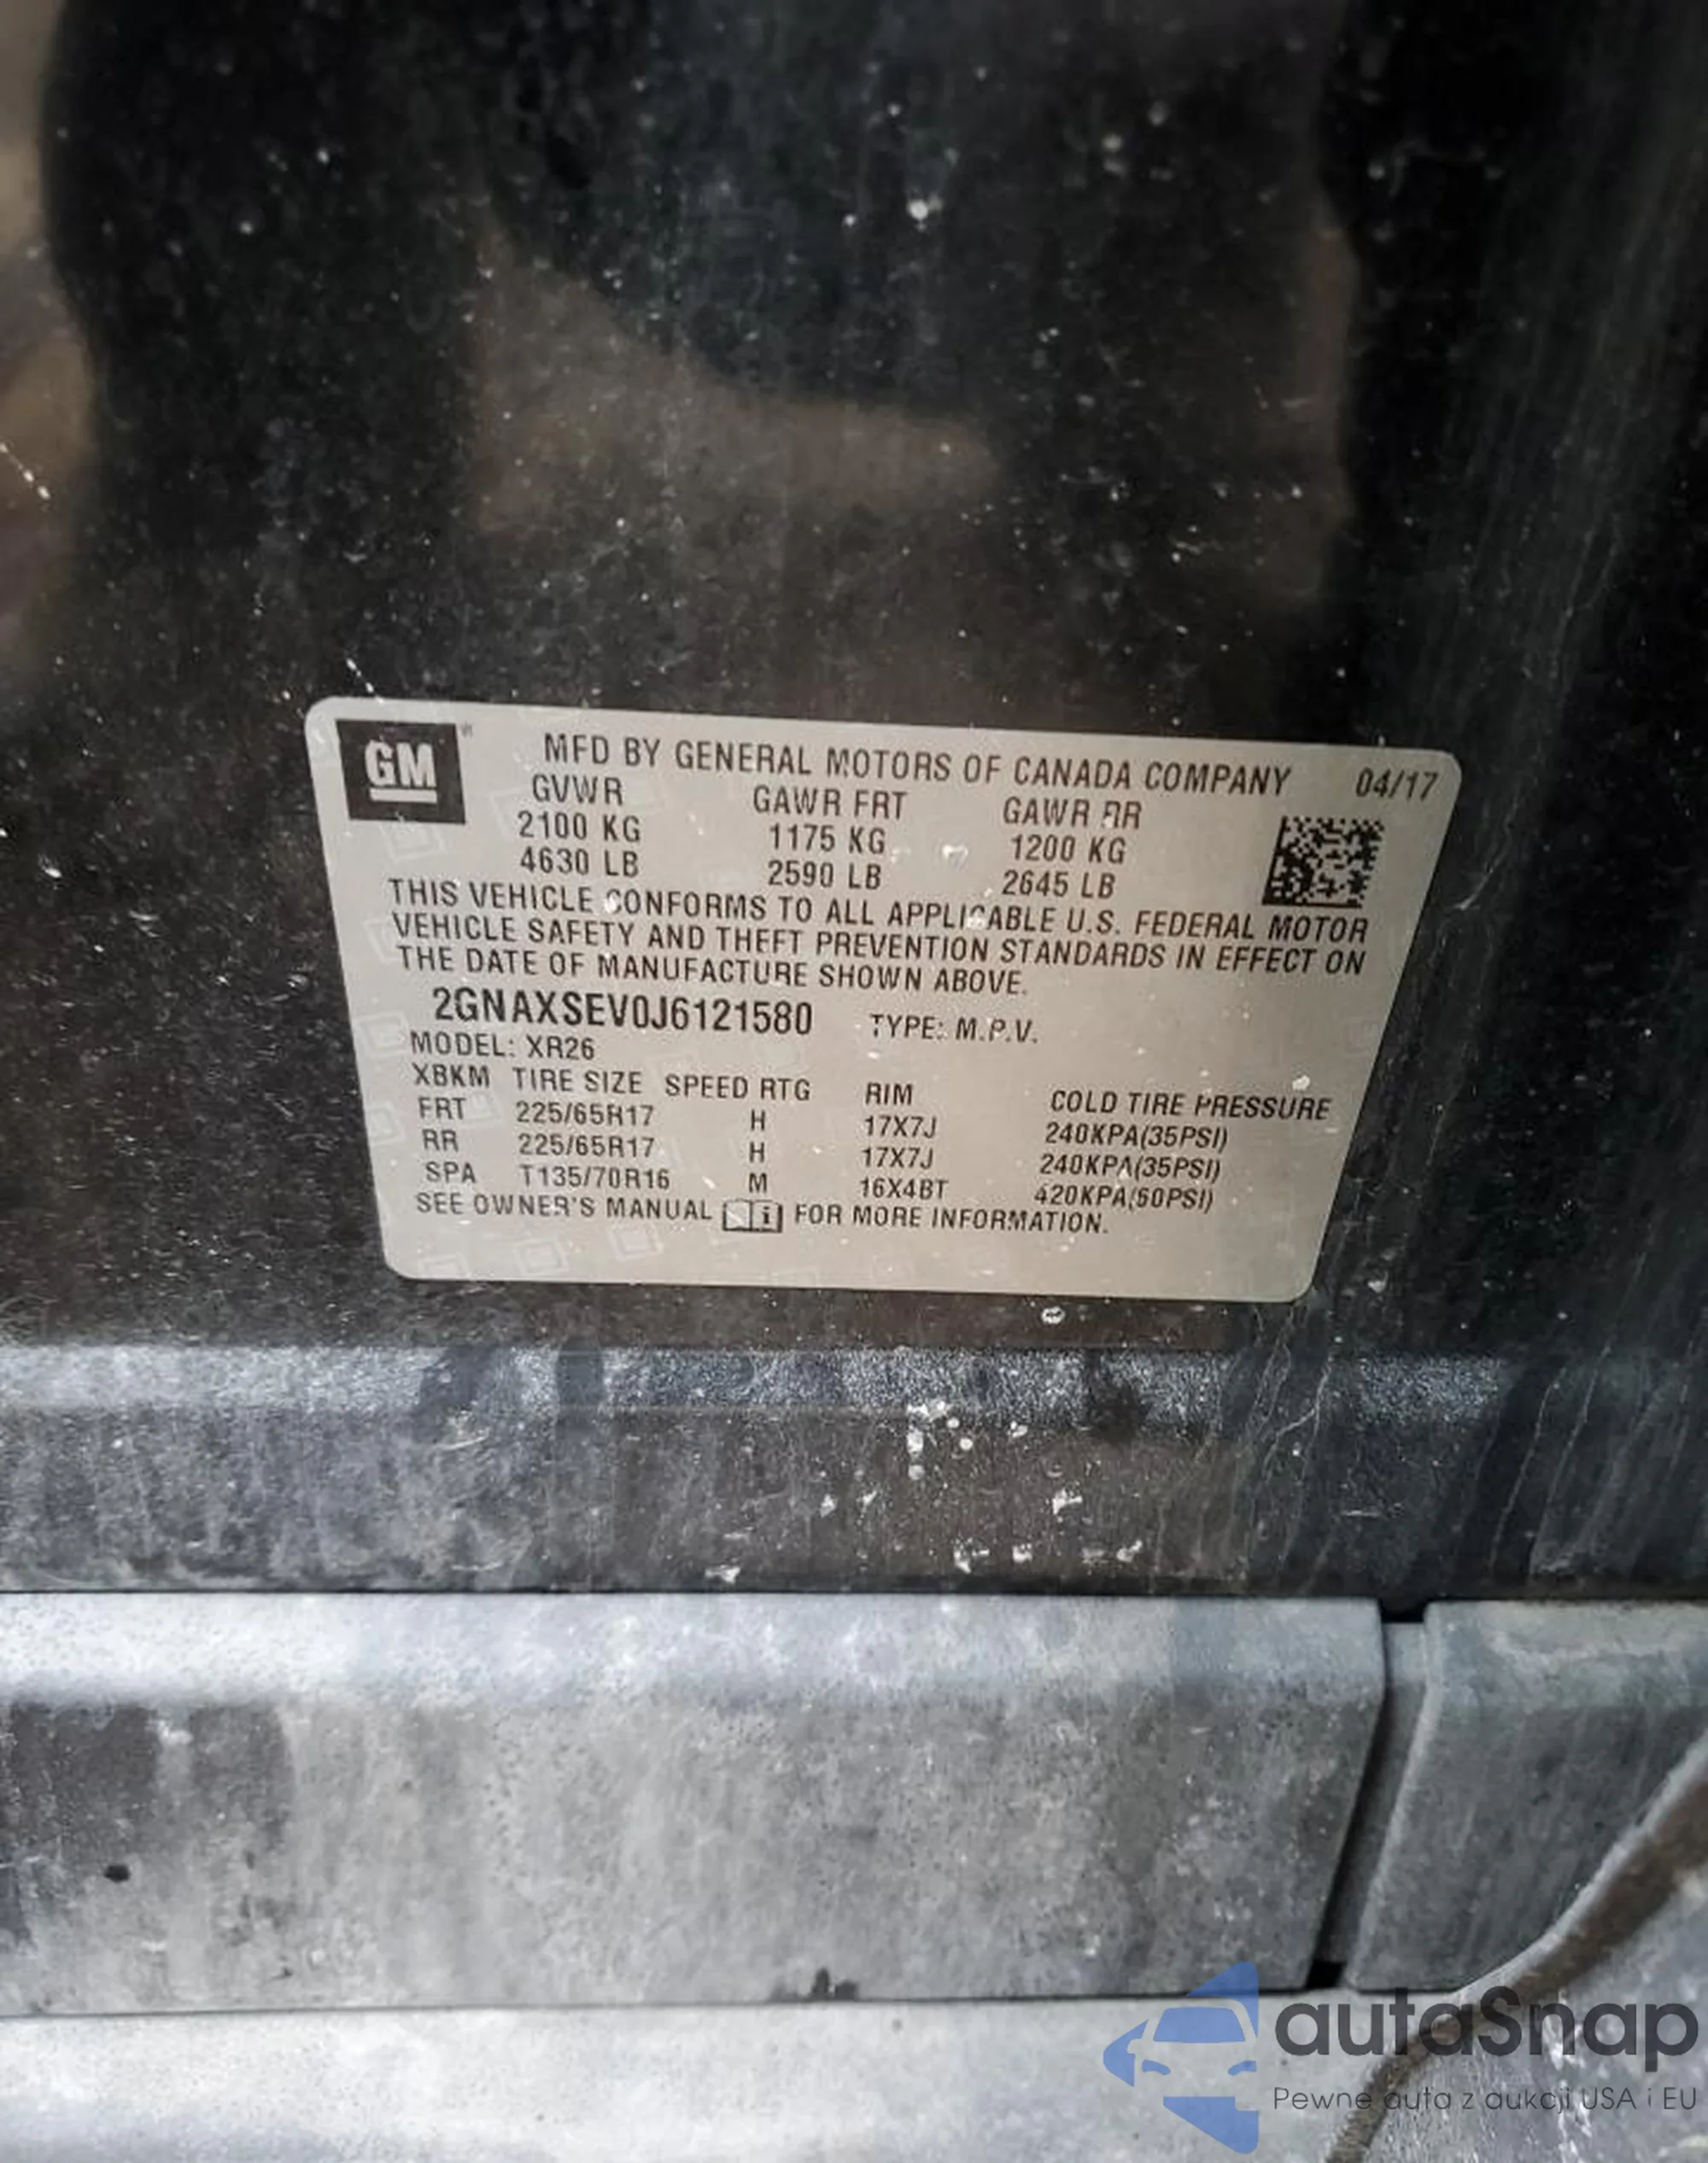 GM
MFD BY GENERAL MOTORS OF CANADA COMPANY 04/17
GVWR GAWR FRT GAWR RR
2100 KG 1175 KG 1200 KG
4630 LB 2590 LB 2645 LB
THIS VEHICLE CONFORMS TO ALL APPLICABLE U.S. FEDERAL MOTOR
VEHICLE SAFETY AND THEFT PREVENTION STANDARDS IN EFFECT ON
THE DATE OF MANUFACTURE SHOWN ABOVE.
2GNAXSEV0J6121580 TYPE: M.P.V.
MODEL: XR26
XBKM TIRE SIZE SPEED RTG RIM COLD TIRE PRESSURE
FRT 225/65R17 H 17X7J 240KPA(35PSI)
RR 225/65R17 H 17X7J 240KPA(35PSI)
SPA T135/70R16 M 16X4BT 420KPA(60PSI)
SEE OWNER'S MANUAL FOR MORE INFORMATION.
autaSnap
Pewne auta z aukcji USA i EU